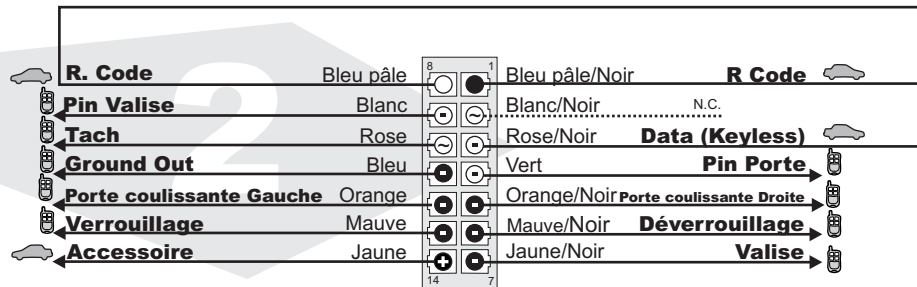 8 1
R. Code Bleu pâle Bleu pâle/Noir R Code
Pin Valise Blanc Blanc/Noir N.C.
Tach Rose Rose/Noir Data (Keyless)
Ground Out Bleu Vert Pin Porte
Porte coulissante Gauche Orange Orange/Noir Porte coulissante Droite
Verrouillage Mauve Mauve/Noir Déverrouillage
Accessoire Jaune Jaune/Noir Valise
14 7
2